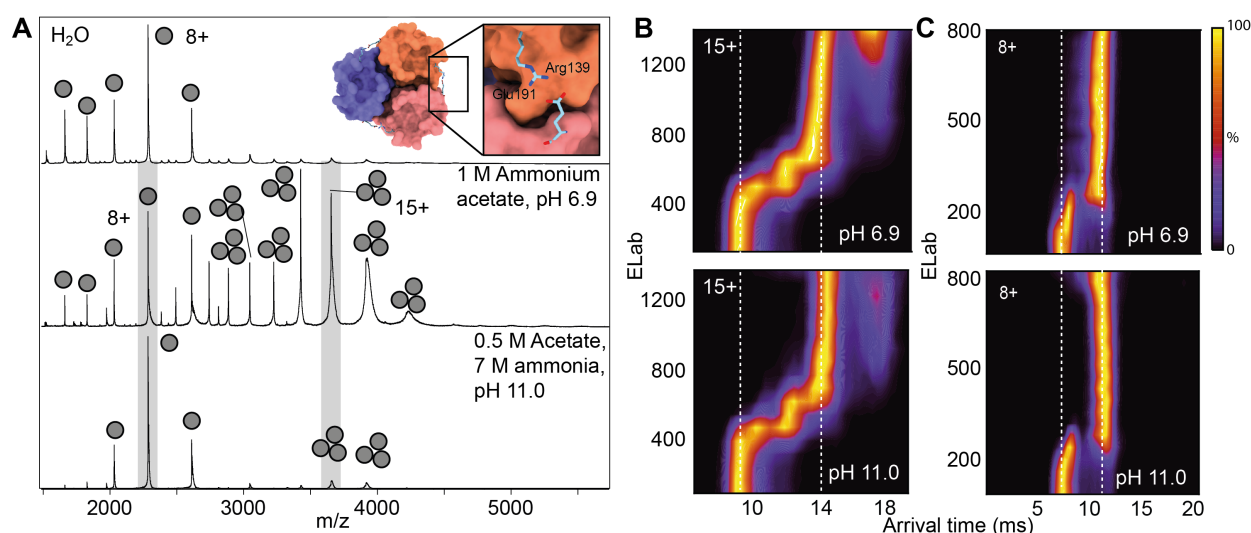 A
H2O
8+
Arg139
Glu191
1 M Ammonium
acetate, pH 6.9
8+
15+
0.5 M Acetate,
7 M ammonia,
pH 11.0
2000
3000
4000
5000
m/z
B
15+
1200
800
400
pH 6.9
ELab
15+
1200
800
400
pH 11.0
10
14
18
C
8+
800
500
200
pH 6.9
ELab
8+
800
500
200
pH 11.0
5
10
15
20
Arrival time (ms)
100
%
0